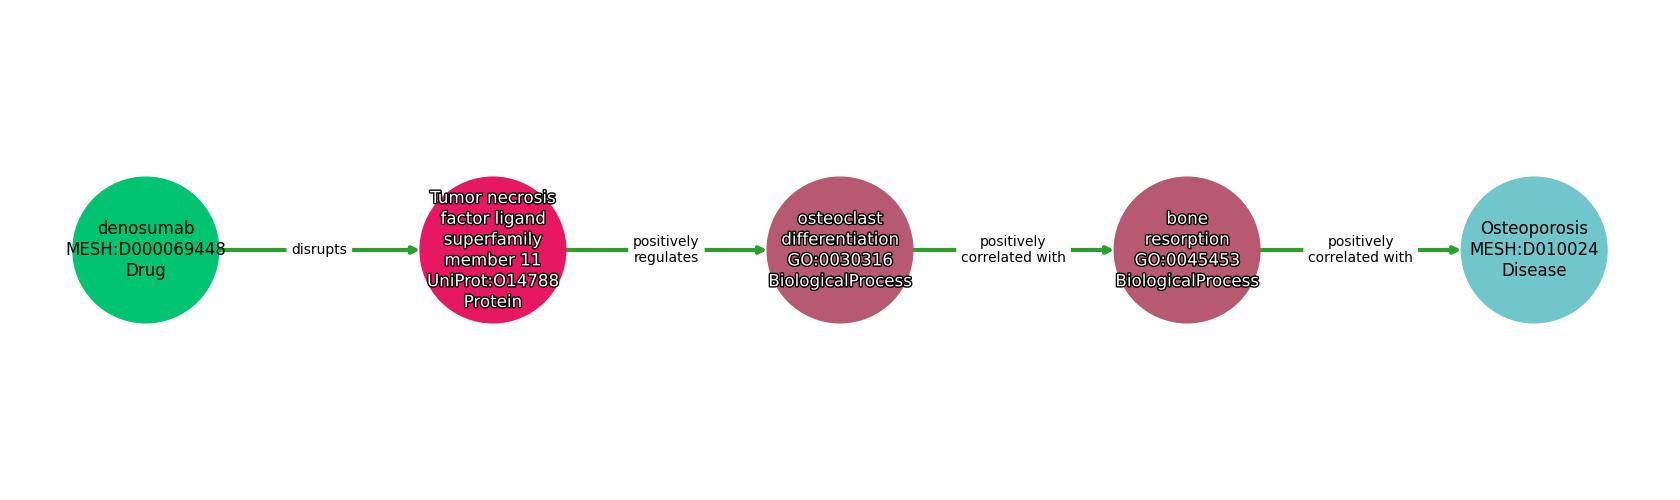 denosumab
MESH:D000069448
Drug
disrupts
Tumor necrosis
factor ligand
superfamily
member 11
UniProt:O14788
Protein
positively
regulates
osteoclast
differentiation
GO:0030316
BiologicalProcess
positively
correlated with
bone
resorption
GO:0045453
BiologicalProcess
positively
correlated with
Osteoporosis
MESH:D010024
Disease